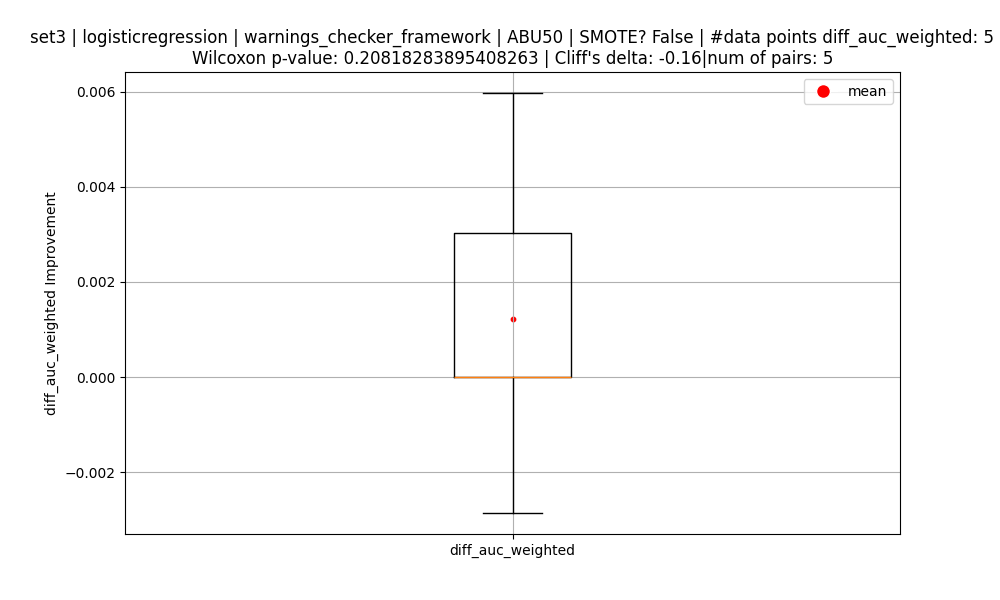 set3 | logisticregression | warnings_checker_framework | ABU50 | SMOTE? False | #data points diff_auc_weighted: 5
Wilcoxon p-value: 0.20818283895408263 | Cliff's delta: -0.16|num of pairs: 5
mean
0.006
0.004
0.002
0.000
−0.002
diff_auc_weighted Improvement
diff_auc_weighted